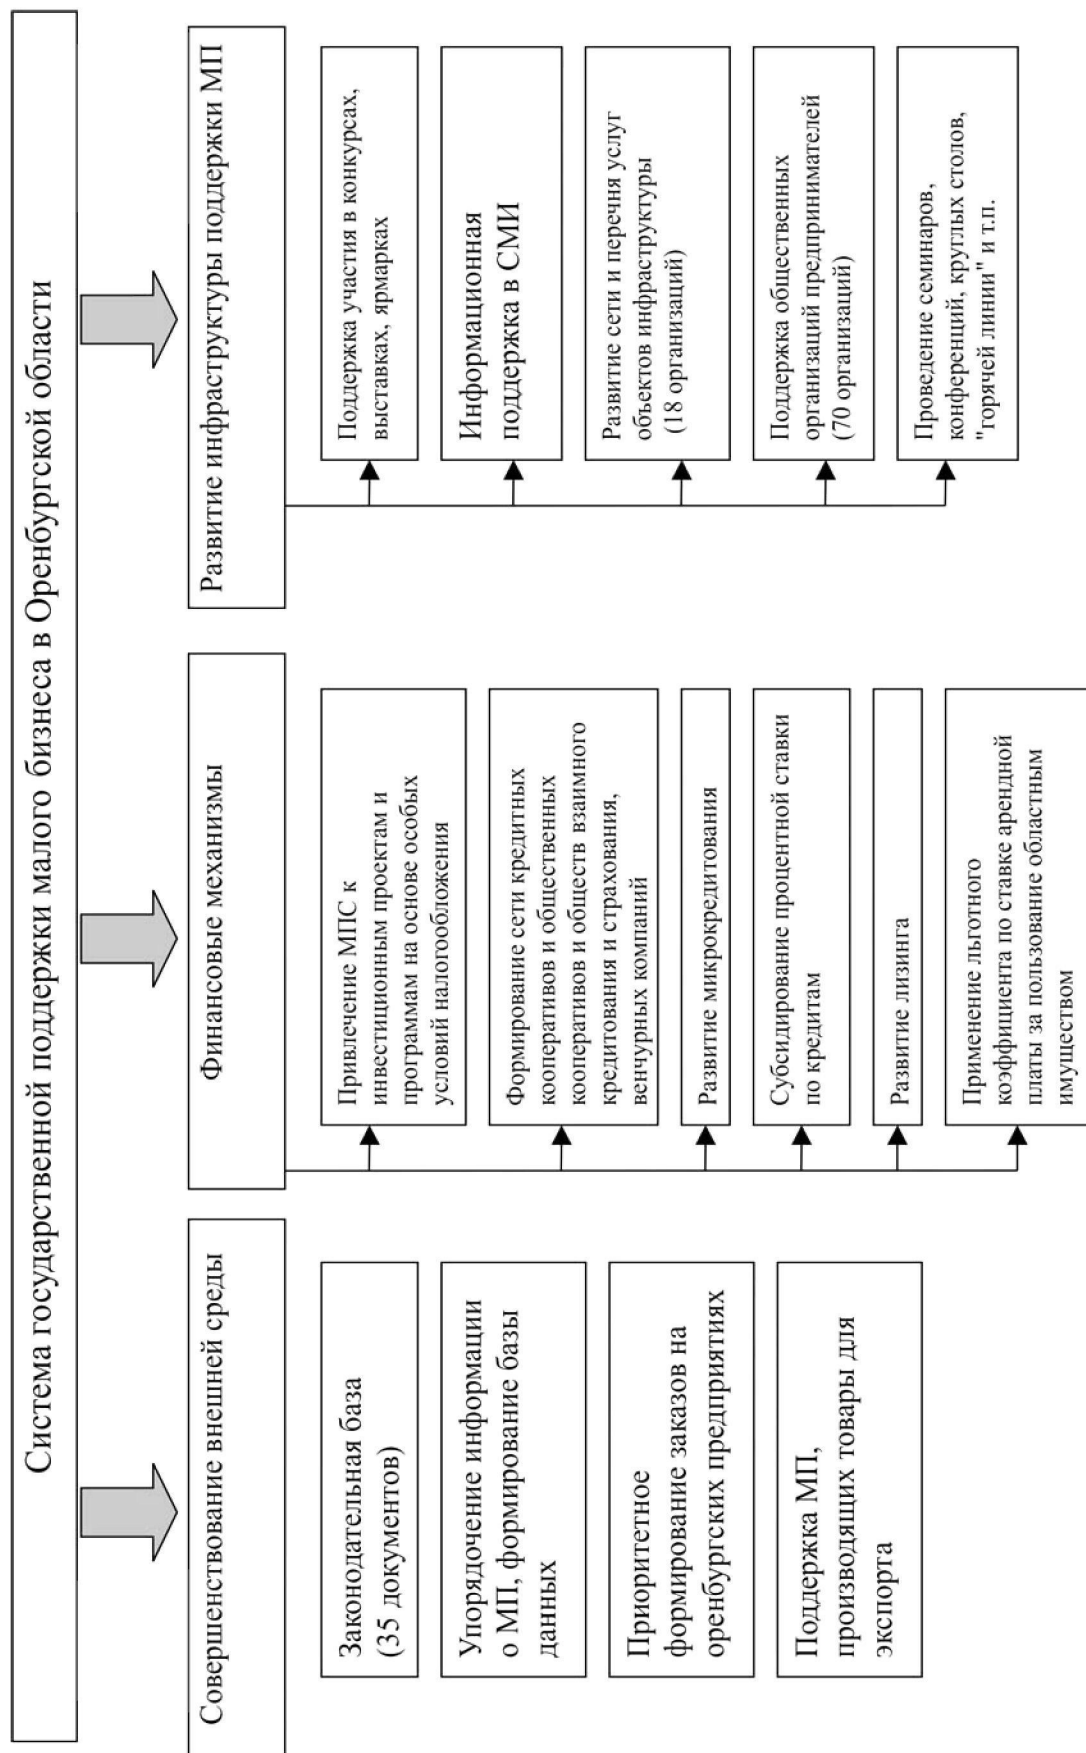 Система государственной поддержки малого бизнеса в Оренбургской области
Совершенствование внешней среды
Законодательная база
(35 документов)
Упорядочение информации
о МП, формирование базы
данных
Приоритетное
формирование заказов на
оренбургских предприятиях
Поддержка МП,
производящих товары для
экспорта
Финансовые механизмы
Привлечение МПС к
инвестиционным проектам и
программам на основе особых
условий налогообложения
Формирование сети кредитных
кооперативов и общественных
кооперативов и обществ взаимного
кредитования и страхования,
венчурных компаний
Развитие микрокредитования
Субсидирование процентной ставки
по кредитам
Развитие лизинга
Применение льготного
коэффициента по ставке арендной
платы за пользование областным
имуществом
Развитие инфраструктуры поддержки МП
Поддержка участия в конкурсах,
выставках, ярмарках
Информационная
поддержка в СМИ
Развитие сети и перечня услуг
объектов инфраструктуры
(18 организаций)
Поддержка общественных
организаций предпринимателей
(70 организаций)
Проведение семинаров,
конференций, круглых столов,
"горячей линии" и т.п.